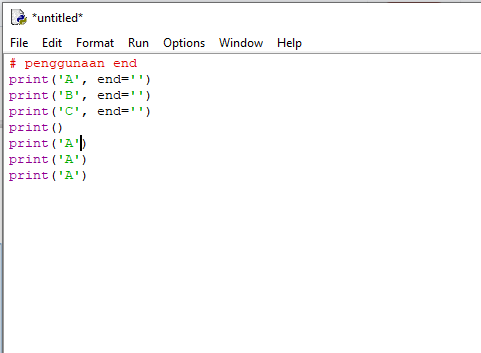 *untitled*
File Edit Format Run Options Window Help
# penggunaan end
print('A', end='')
print('B', end='')
print('C', end='')
print()
print('A')
print('A')
print('A')